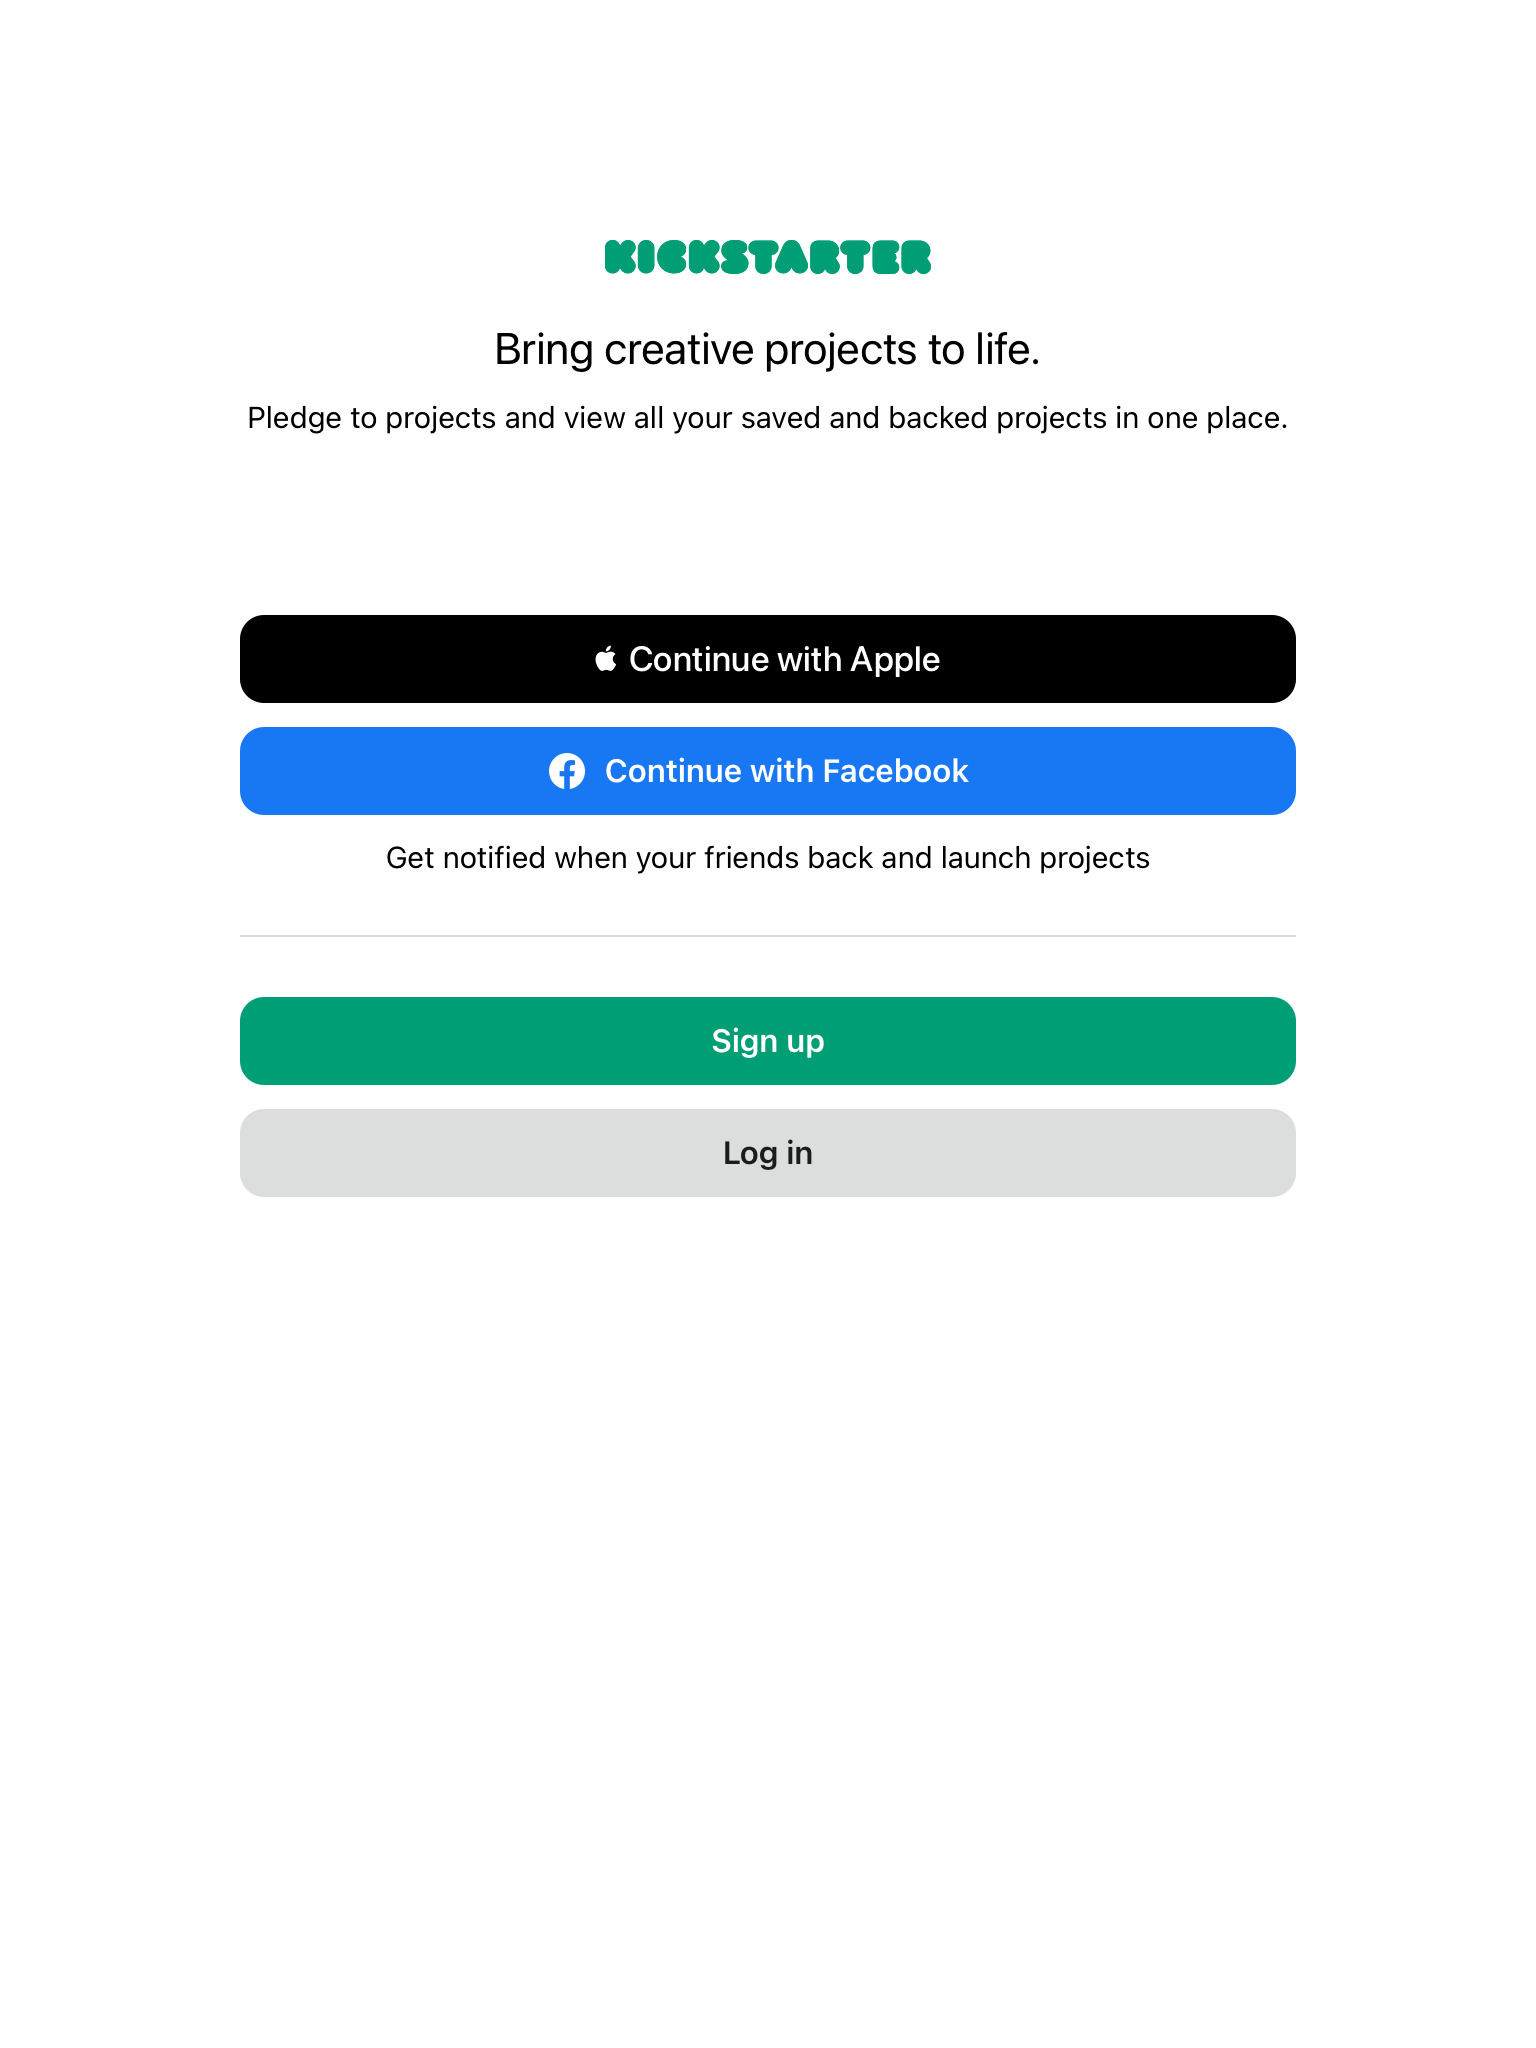 KICKSTARTER
Bring creative projects to life.
Pledge to projects and view all your saved and backed projects in one place.
Continue with Apple
Continue with Facebook
Get notified when your friends back and launch projects
Sign up
Log in